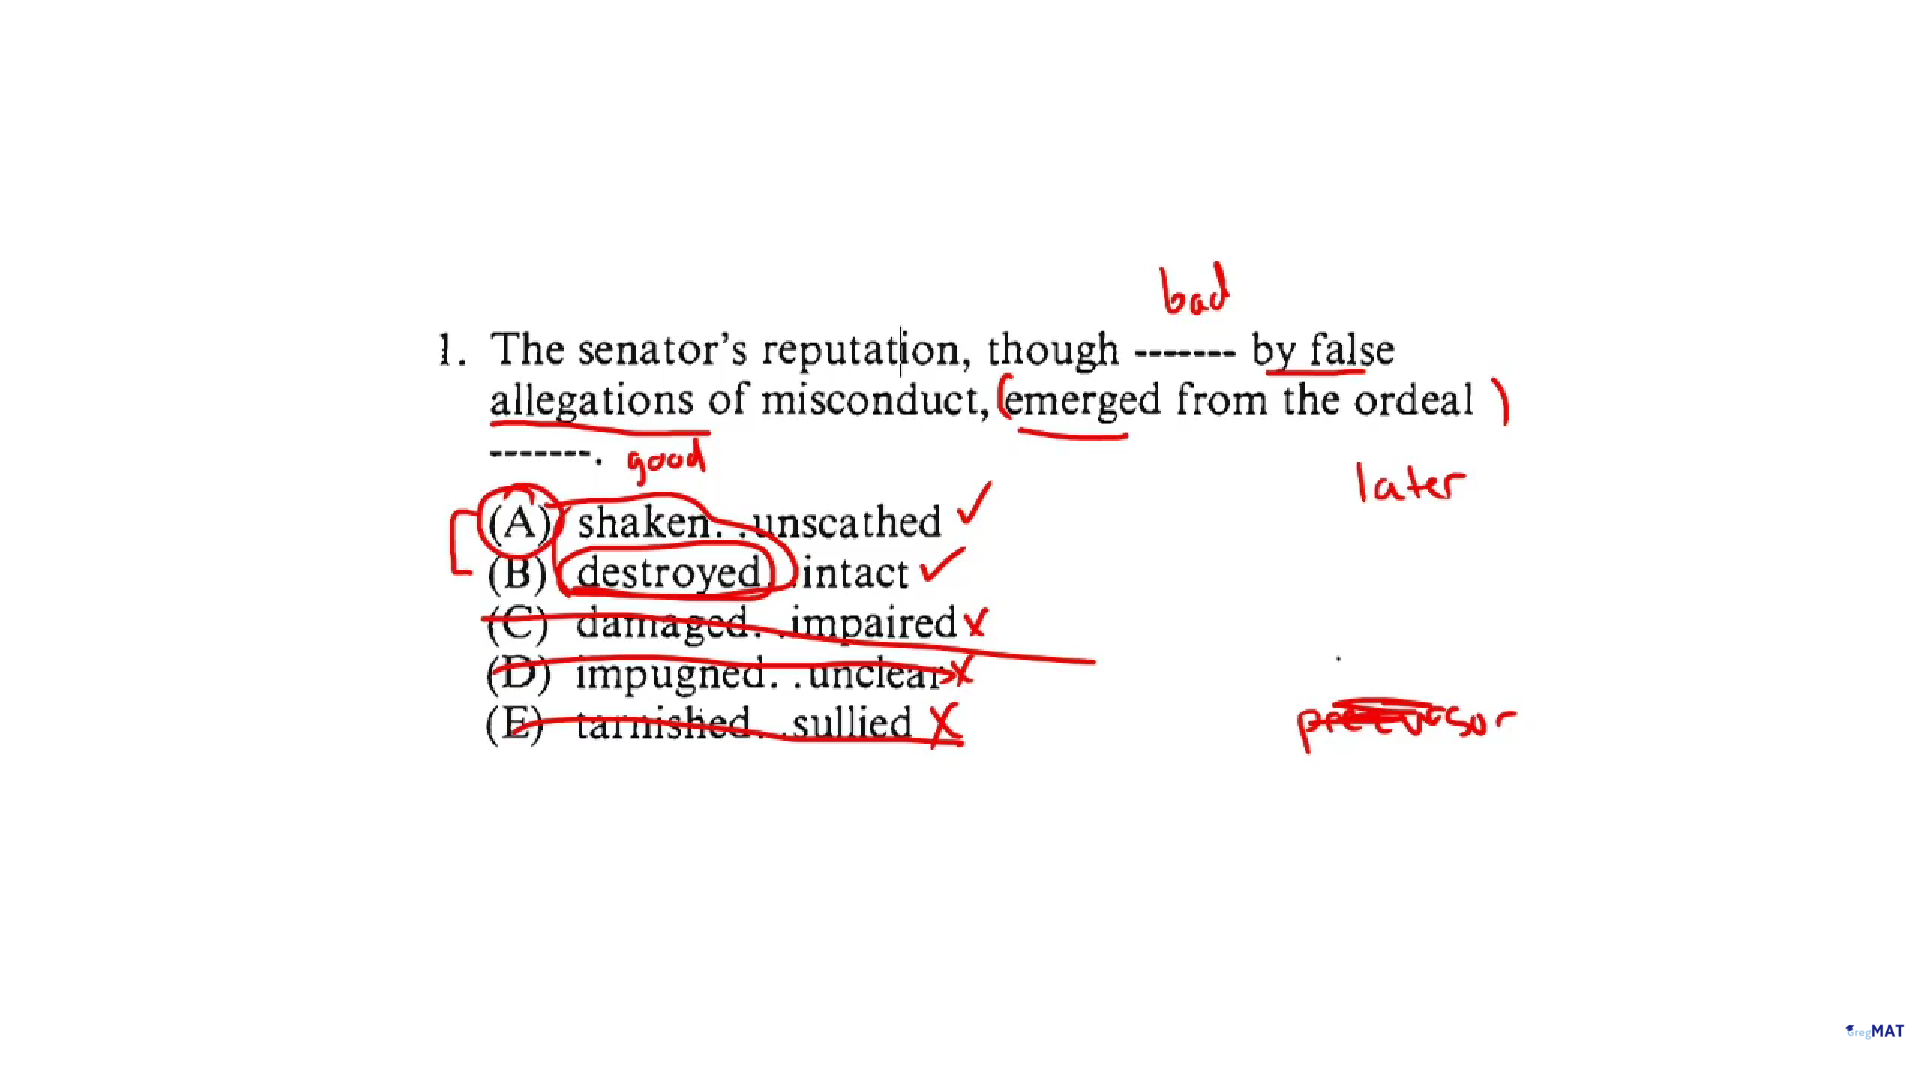 bad
1. The senator's reputation, though ------- by false
allegations of misconduct, (emerged from the ordeal )
-------. good
later
(A) shaken. .unscathed ✓
(B) destroyed. .intact ✓
(C) damaged. .impaired x
(D) impugned. .unclear x
(E) tarnished. .sullied X
gregMAT